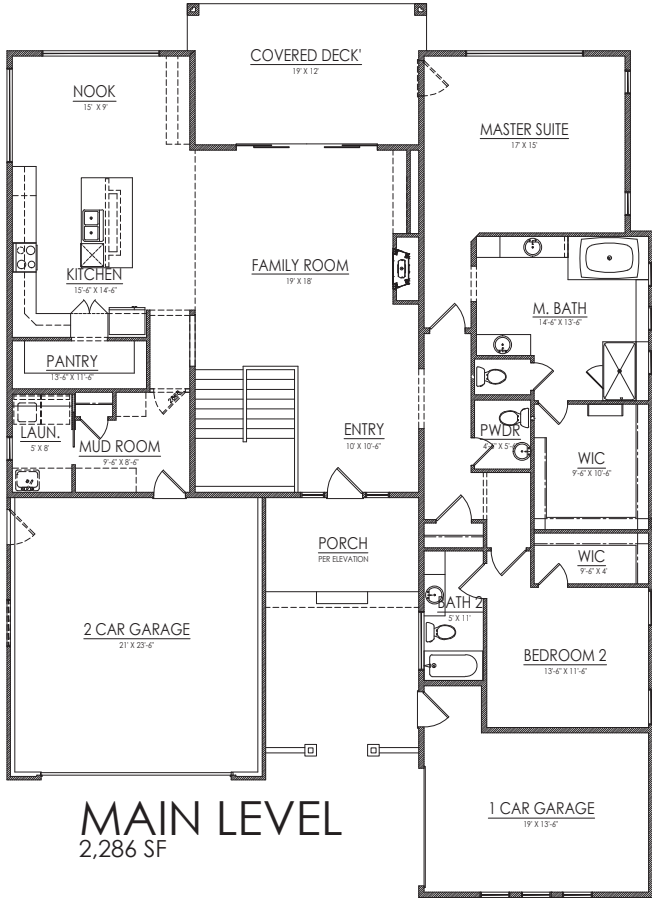 COVERED DECK'
19' X 12'
NOOK
15' X 9'
MASTER SUITE
17' X 15'
KITCHEN
15'-6" X 14'-6"
FAMILY ROOM
19' X 18'
M. BATH
14'-6" X 13'-6"
PANTRY
13'-6" X 11'-6"
LAUN.
5' X 8'
MUD ROOM
9'-6" X 8'-6"
ENTRY
10' X 10'-6"
PWDR
WIC
9'-6" X 10'-6"
PORCH
PER ELEVATION
WIC
9'-6" X 4'
BATH 2
5' X 11'
2 CAR GARAGE
21' X 23'-6"
BEDROOM 2
13'-6" X 11'-6"
1 CAR GARAGE
19' X 13'-6"
MAIN LEVEL
2,286 SF